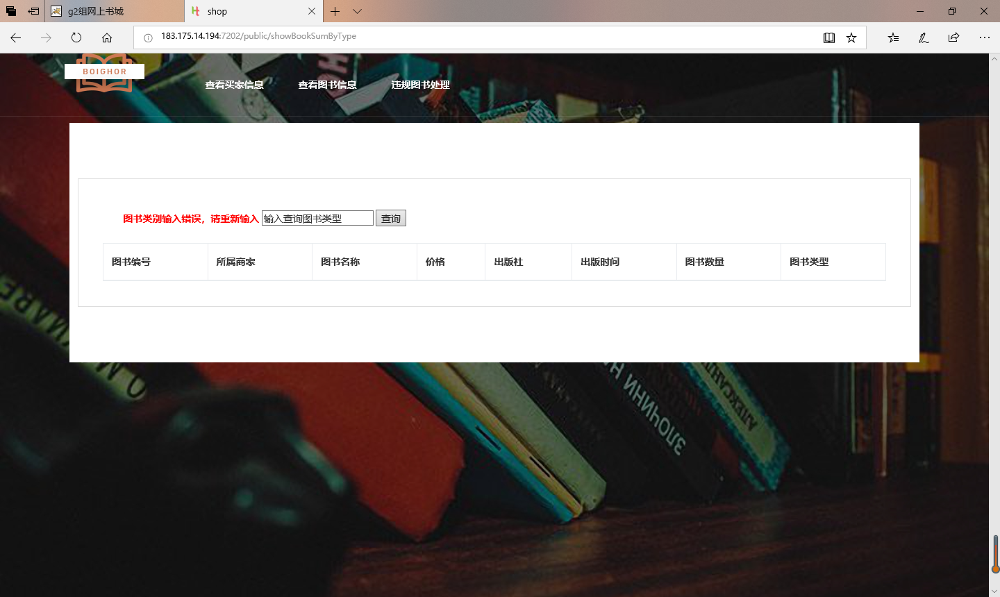 g2组网上书城
shop
183.175.14.194:7202/public/showBookSumByType
BOIGHOR
查看买家信息
查看图书信息
违规图书处理
图书类别输入错误，请重新输入 输入查询图书类型 查询
图书编号 所属商家 图书名称 价格 出版社 出版时间 图书数量 图书类型
ЗЛОЧИННИ Н
АЛЕКСАН